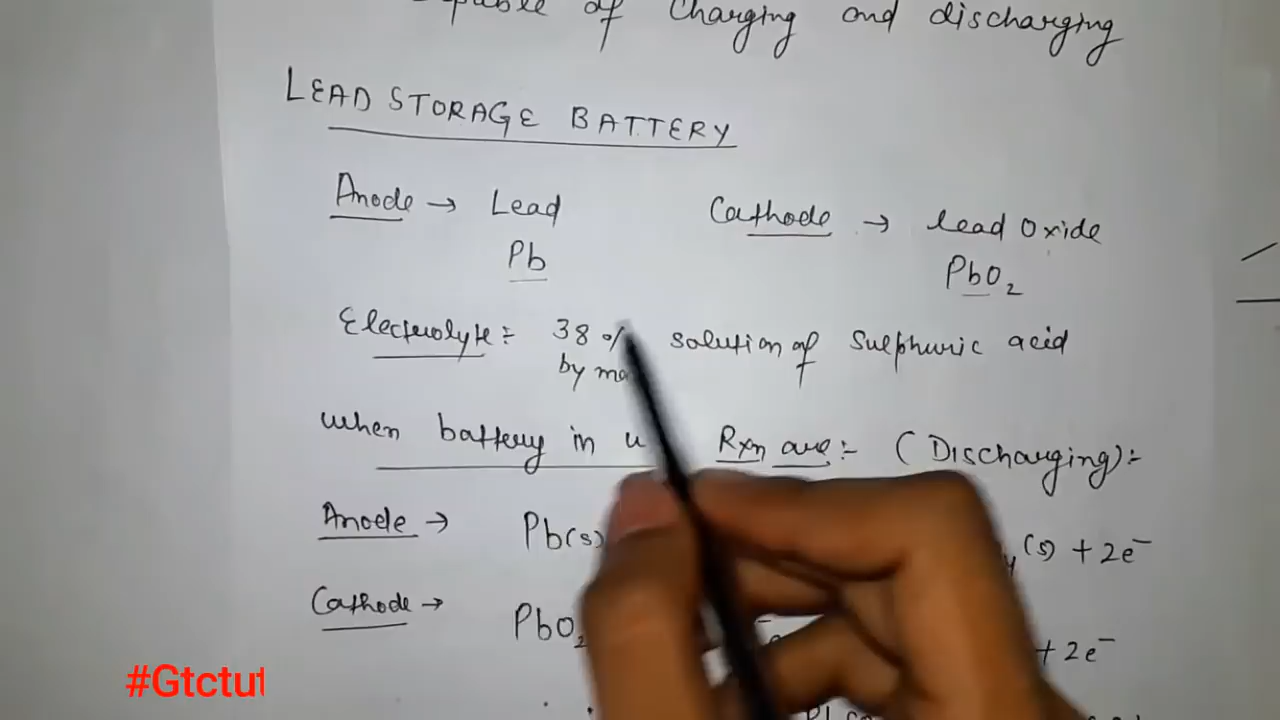 of Charging and discharging
LEAD STORAGE BATTERY
Anode → Lead
Pb
Cathode → lead Oxide
PbO₂
Electrolyte:- 38 % solution of Sulphuric acid
by
when battery in Rxn are :- (Discharging):-
Anode → Pb(s) (s) + 2e⁻
Cathode → PbO₂ + 2e⁻
#Gtctut